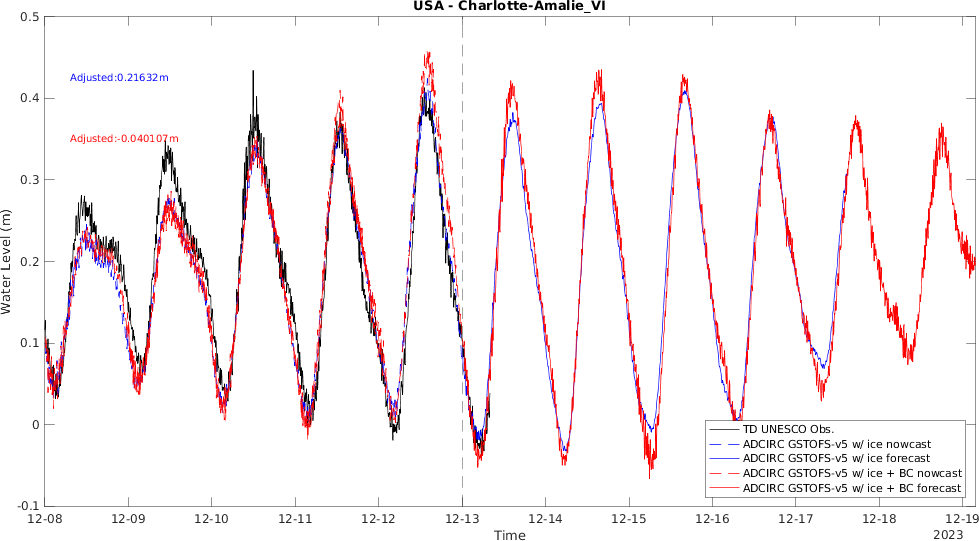 USA - Charlotte-Amalie_VI
0.5
0.4
0.3
0.2
0.1
0
-0.1
Water Level (m)
Adjusted:0.21632m
Adjusted:-0.040107m
TD UNESCO Obs.
ADCIRC GSTOFS-v5 w/ ice nowcast
ADCIRC GSTOFS-v5 w/ ice forecast
ADCIRC GSTOFS-v5 w/ ice + BC nowcast
ADCIRC GSTOFS-v5 w/ ice + BC forecast
12-08 12-09 12-10 12-11 12-12 12-13 12-14 12-15 12-16 12-17 12-18 12-19
Time
2023